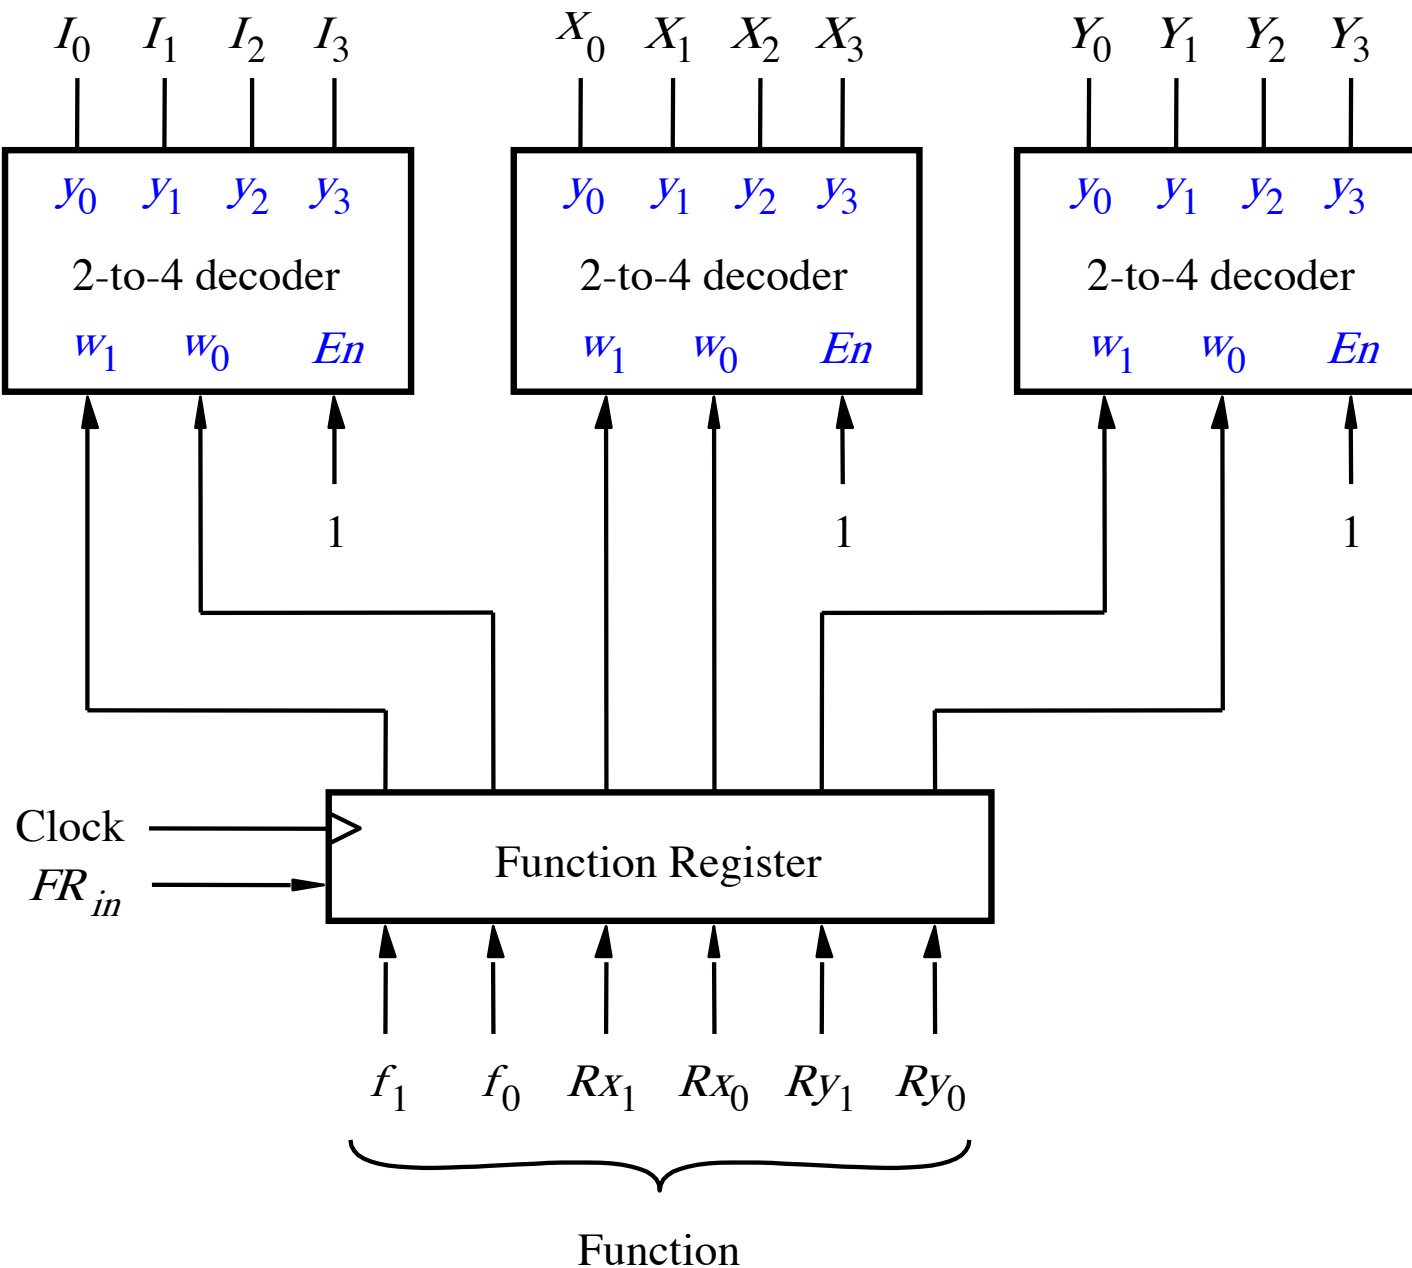 I0 I1 I2 I3 X0 X1 X2 X3 Y0 Y1 Y2 Y3
y0 y1 y2 y3 y0 y1 y2 y3 y0 y1 y2 y3
2-to-4 decoder 2-to-4 decoder 2-to-4 decoder
w1 w0 En w1 w0 En w1 w0 En
1 1 1
Clock
Function Register
FR in
f1 f0 Rx1 Rx0 Ry1 Ry0
Function